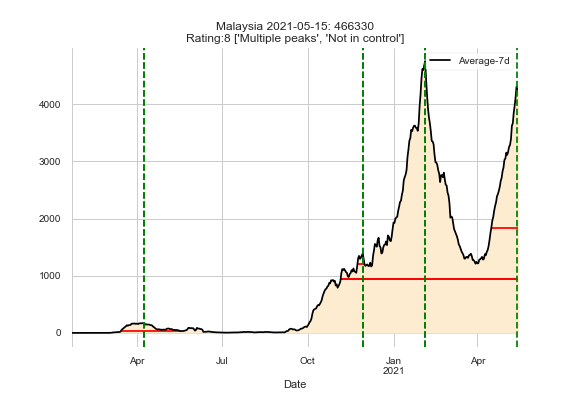 Malaysia 2021-05-15: 466330
Rating:8 ['Multiple peaks', 'Not in control']
Average-7d
4000
3000
2000
1000
0
Apr
Jul
Oct
Jan
2021
Apr
Date